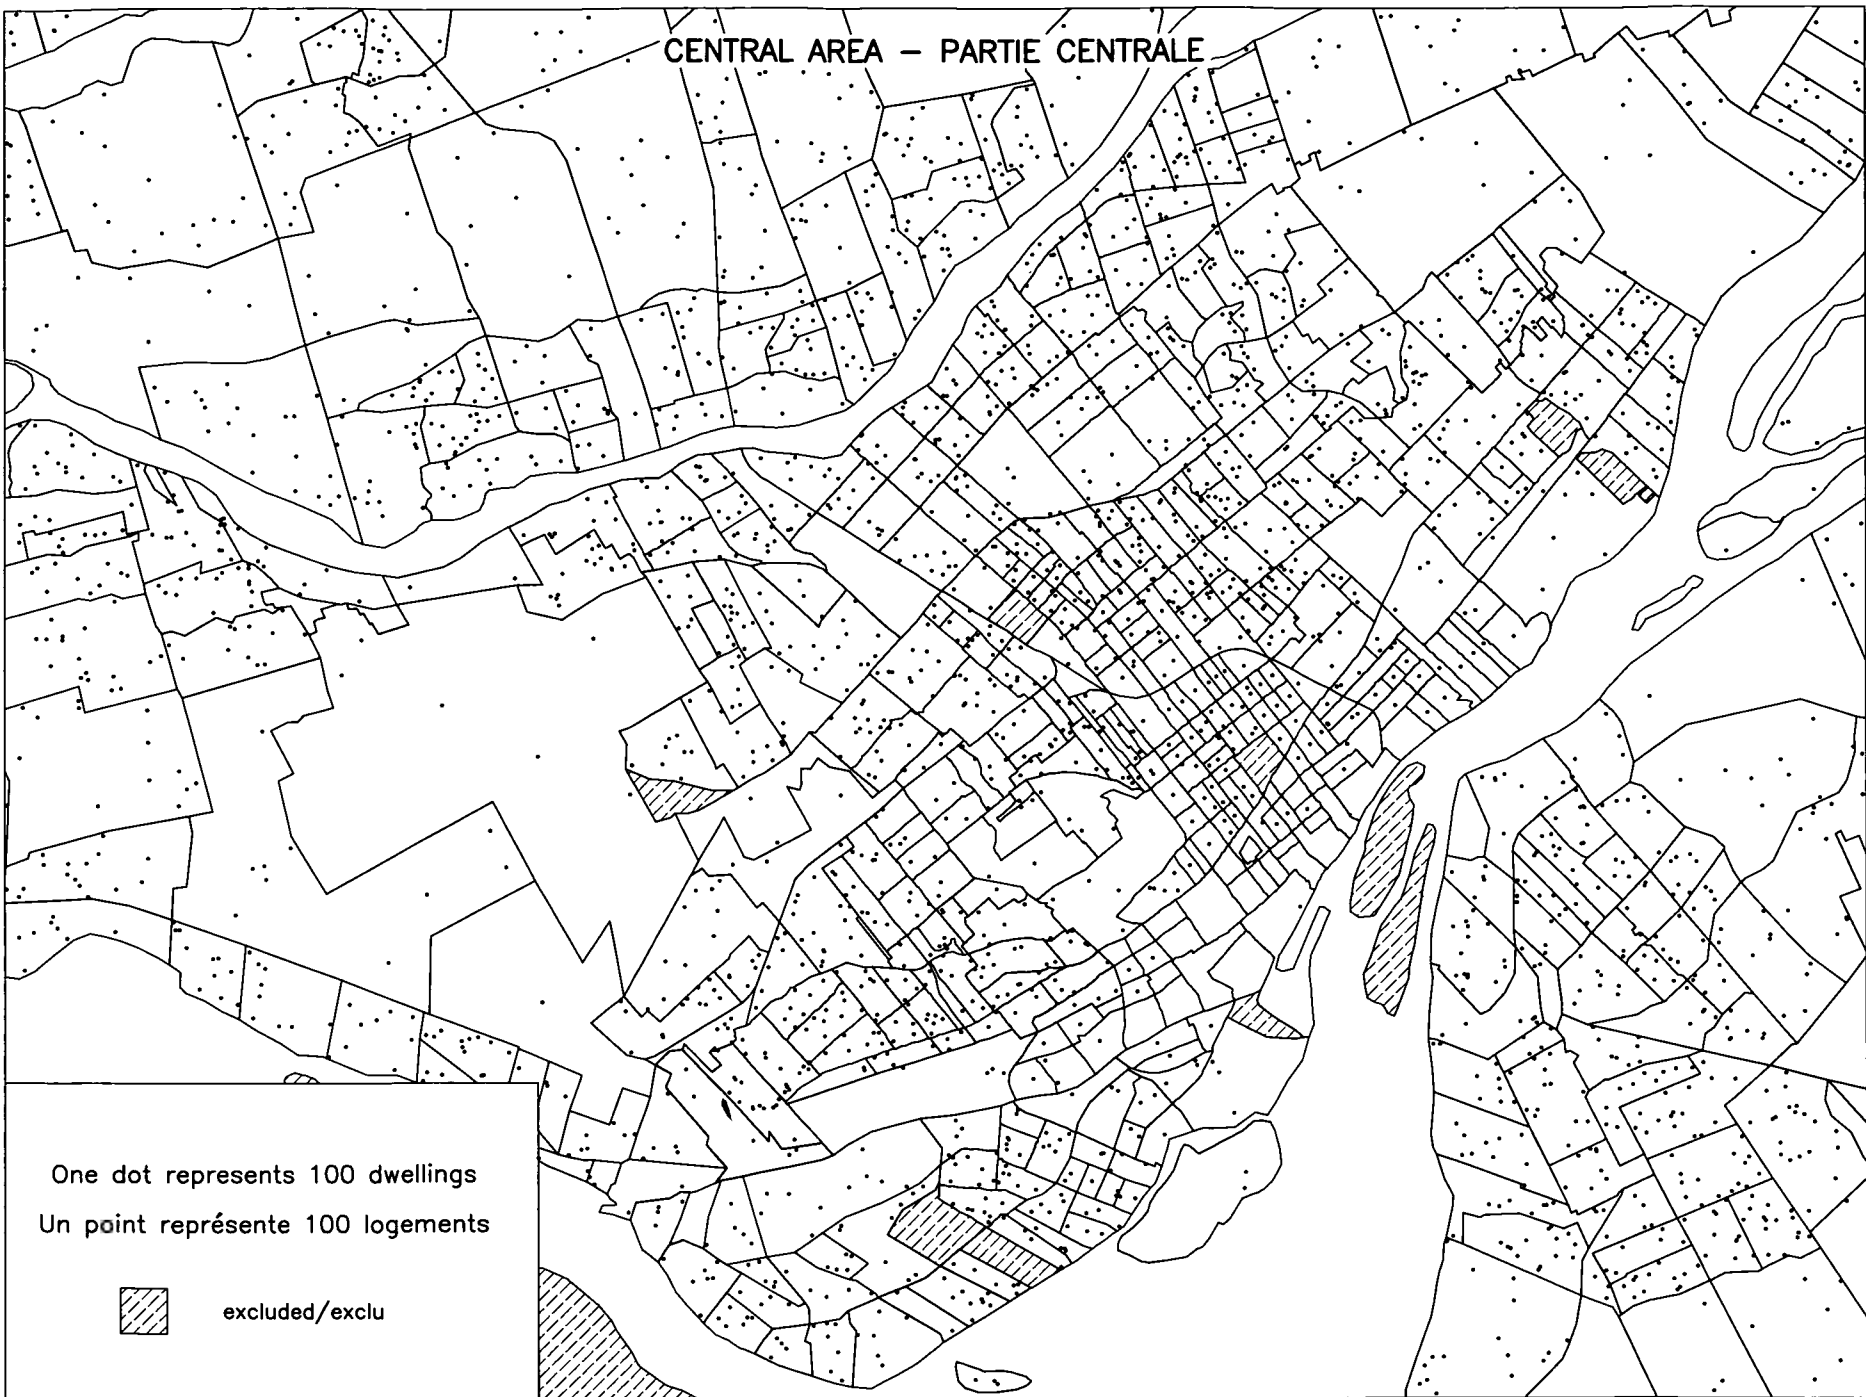 CENTRAL AREA – PARTIE CENTRALE
One dot represents 100 dwellings
Un point représente 100 logements
excluded/exclu